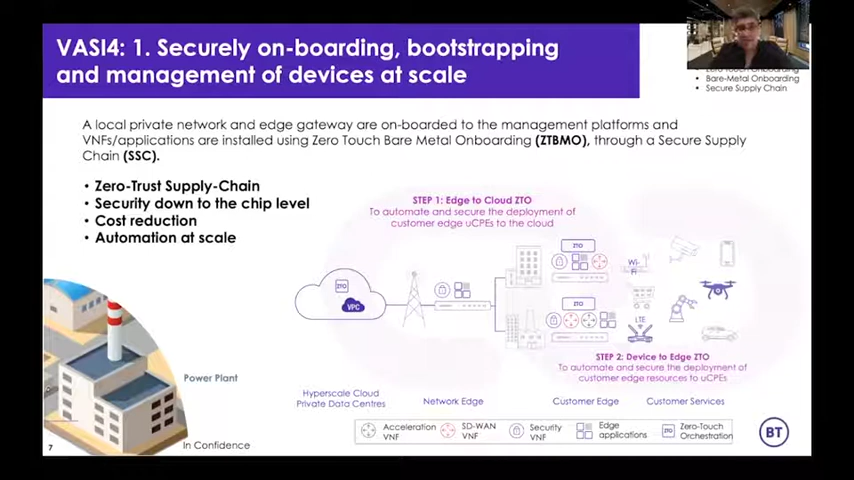 VASI4: 1. Securely on-boarding, bootstrapping
and management of devices at scale
Zero Touch Onboarding
• Bare-Metal Onboarding
• Secure Supply Chain
A local private network and edge gateway are on-boarded to the management platforms and
VNFs/applications are installed using Zero Touch Bare Metal Onboarding (ZTBMO), through a Secure Supply
Chain (SSC).
• Zero-Trust Supply-Chain
• Security down to the chip level
• Cost reduction
• Automation at scale
STEP 1: Edge to Cloud ZTO
To automate and secure the deployment of
customer edge uCPEs to the cloud
ZTO
Wi-
Fi
ZTO
VPC
ZTO
LTE
STEP 2: Device to Edge ZTO
To automate and secure the deployment of
customer edge resources to uCPEs
Power Plant
Hyperscale Cloud
Private Data Centres
Network Edge
Customer Edge
Customer Services
Acceleration
VNF
SD-WAN
VNF
Security
VNF
Edge
applications
ZTO
Zero-Touch
Orchestration
BT
7
In Confidence